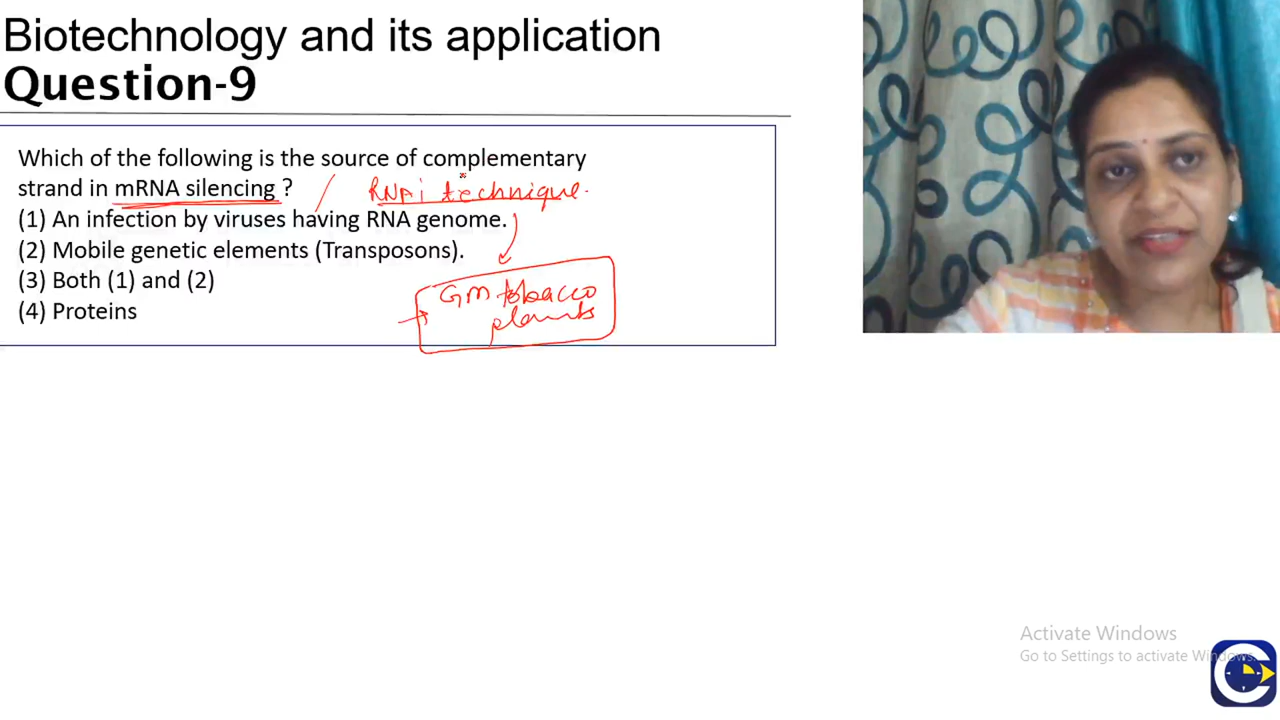 Biotechnology and its application
Question-9
Which of the following is the source of complementary
strand in mRNA silencing ?
RNAi technique.
(1) An infection by viruses having RNA genome.
(2) Mobile genetic elements (Transposons).
(3) Both (1) and (2)
GM tobacco
(4) Proteins
plants
Activate Windows
Go to Settings to activate Windows.